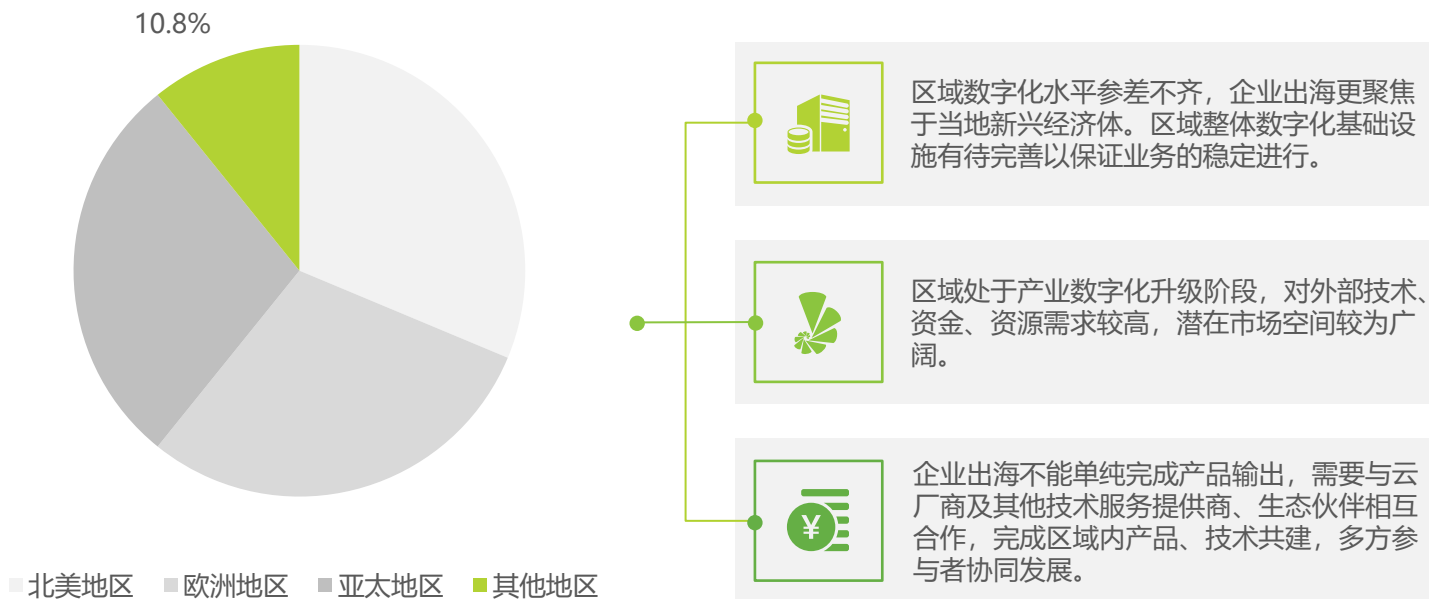 10.8%
北美地区
欧洲地区
亚太地区
其他地区
区域数字化水平参差不齐，企业出海更聚焦
于当地新兴经济体。区域整体数字化基础设
施有待完善以保证业务的稳定进行。
区域处于产业数字化升级阶段，对外部技术、
资金、资源需求较高，潜在市场空间较为广
阔。
¥
企业出海不能单纯完成产品输出，需要与云
厂商及其他技术服务提供商、生态伙伴相互
合作，完成区域内产品、技术共建，多方参
与者协同发展。